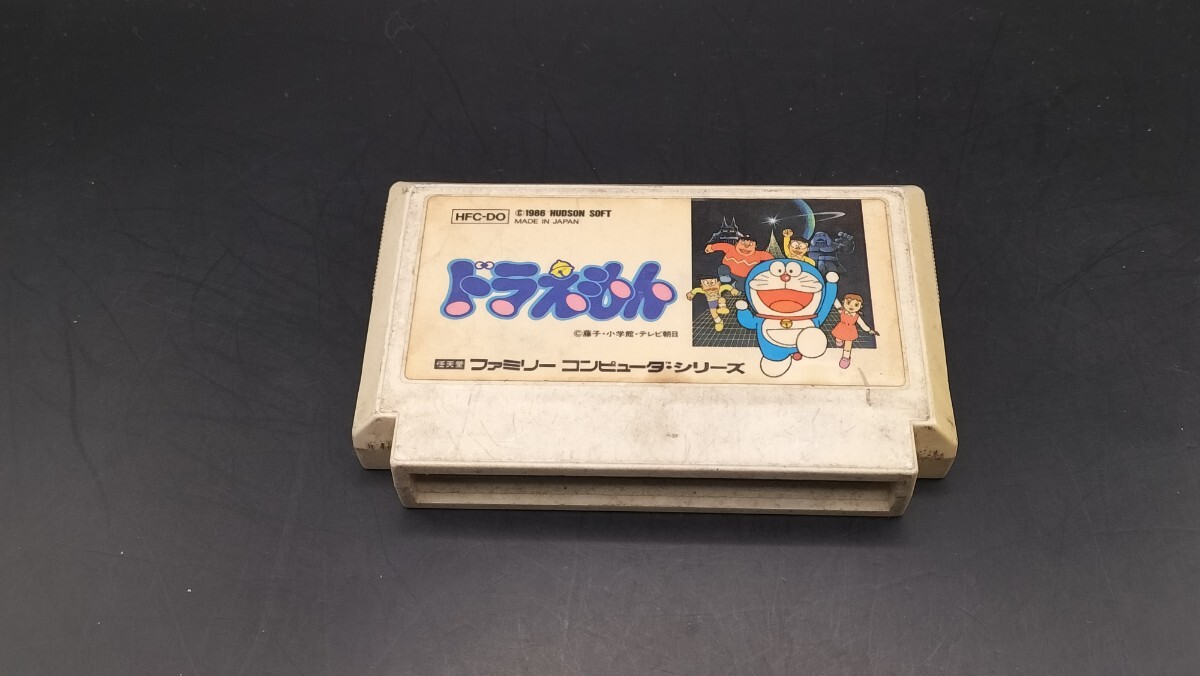 HFC-DO ©1986 HUDSON SOFT
MADE IN JAPAN
ドラえもん
©藤子・小学館・テレビ朝日
任天堂 ファミリー コンピュータ・シリーズ